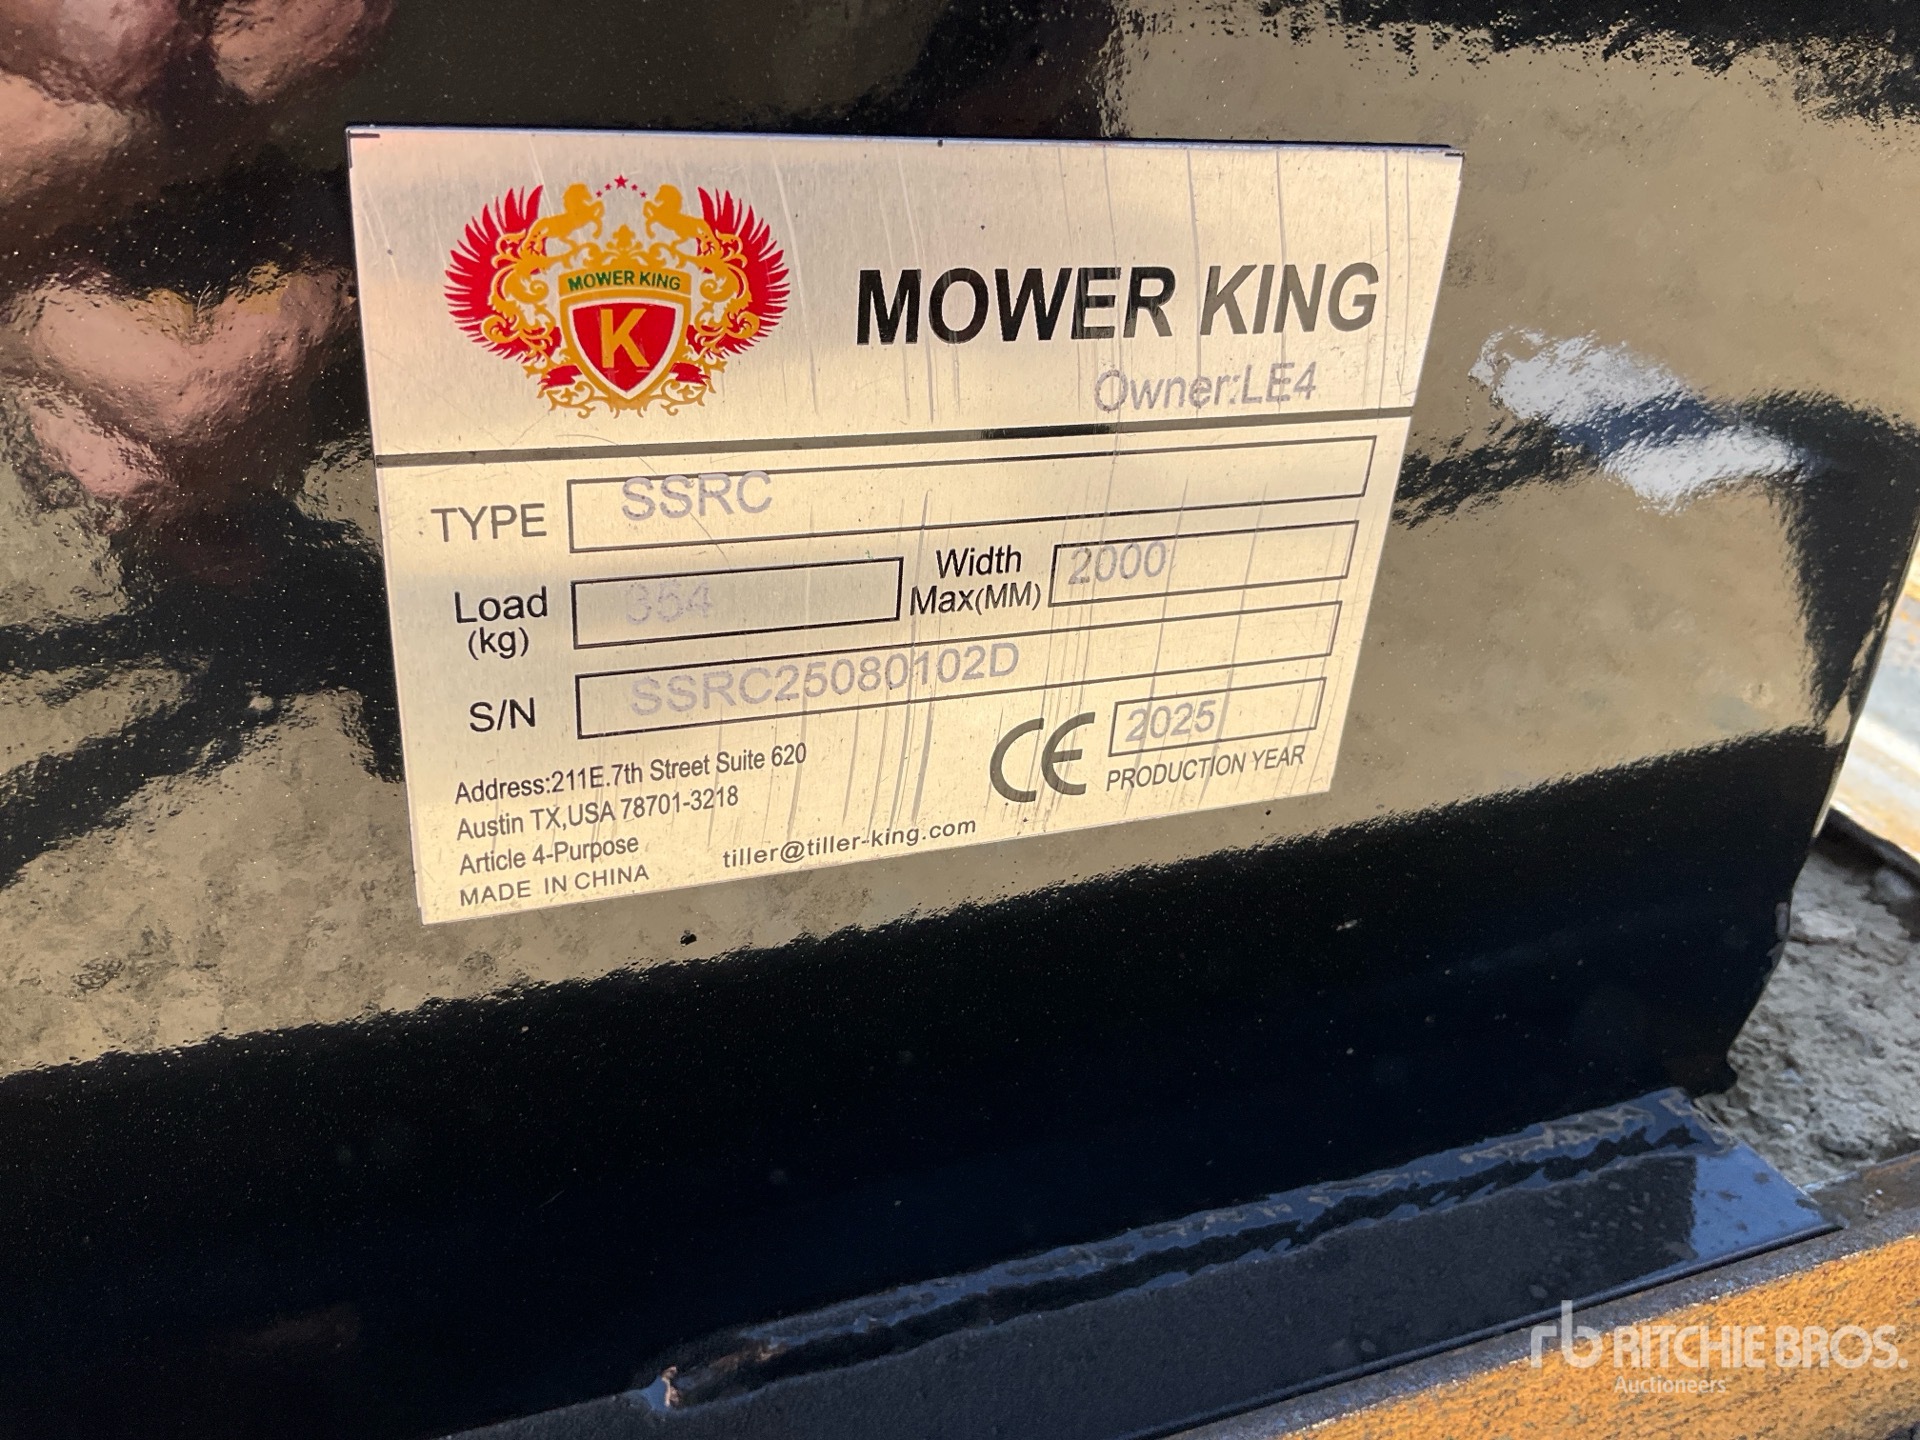 MOWER KING
K
MOWER KING
Owner:LE4
TYPE SSRC
Load (kg) 354
Width Max(MM) 2000
S/N SSRC25080102D
CE 2025
PRODUCTION YEAR
Address:211E.7th Street Suite 620
Austin TX,USA 78701-3218
Article 4-Purpose
MADE IN CHINA
tiller@tiller-king.com
rb RITCHIE BROS.
Auctioneers